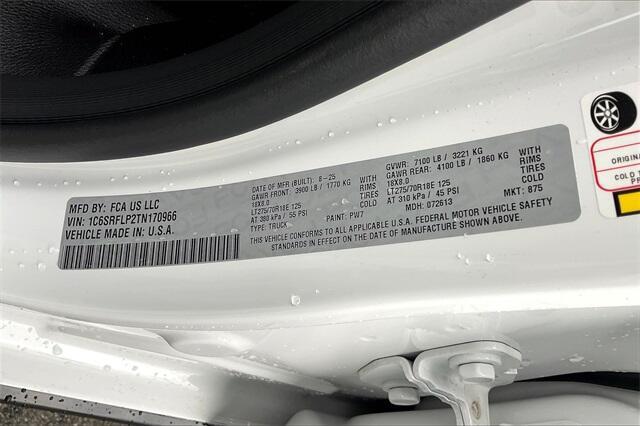 MFD BY: FCA US LLC
VIN: 1C6SRFLP2TN170966
VEHICLE MADE IN: U.S.A.
DATE OF MFR (BUILT): 8-25
GAWR FRONT: 3900 LB / 1770 KG
WITH
18X8.0 RIMS
LT275/70R18E 125 TIRES
AT 380 kPa / 55 PSI COLD
TYPE: TRUCK PAINT: PW7
GVWR: 7100 LB / 3221 KG
GAWR REAR: 4100 LB / 1860 KG
WITH
18X8.0 RIMS
LT275/70R18E 125 TIRES
AT 310 kPa / 45 PSI COLD
MDH: 072613 MKT: 875
THIS VEHICLE CONFORMS TO ALL APPLICABLE U.S.A. FEDERAL MOTOR VEHICLE SAFETY
STANDARDS IN EFFECT ON THE DATE OF MANUFACTURE SHOWN ABOVE.
COLD